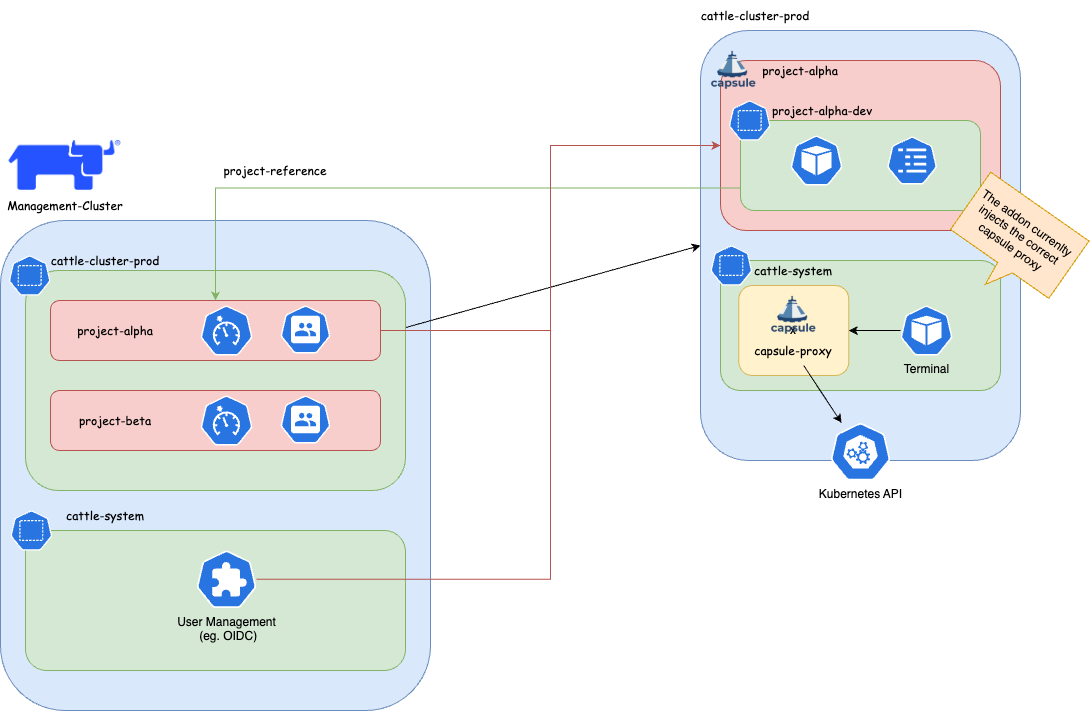 cattle-cluster-prod
capsule
project-alpha
project-alpha-dev
project-reference
Management-Cluster
The addon currenlty
injects the correct
capsule proxy
cattle-cluster-prod
cattle-system
project-alpha
capsule
x
capsule-proxy
Terminal
project-beta
Kubernetes API
cattle-system
User Management
(eg. OIDC)